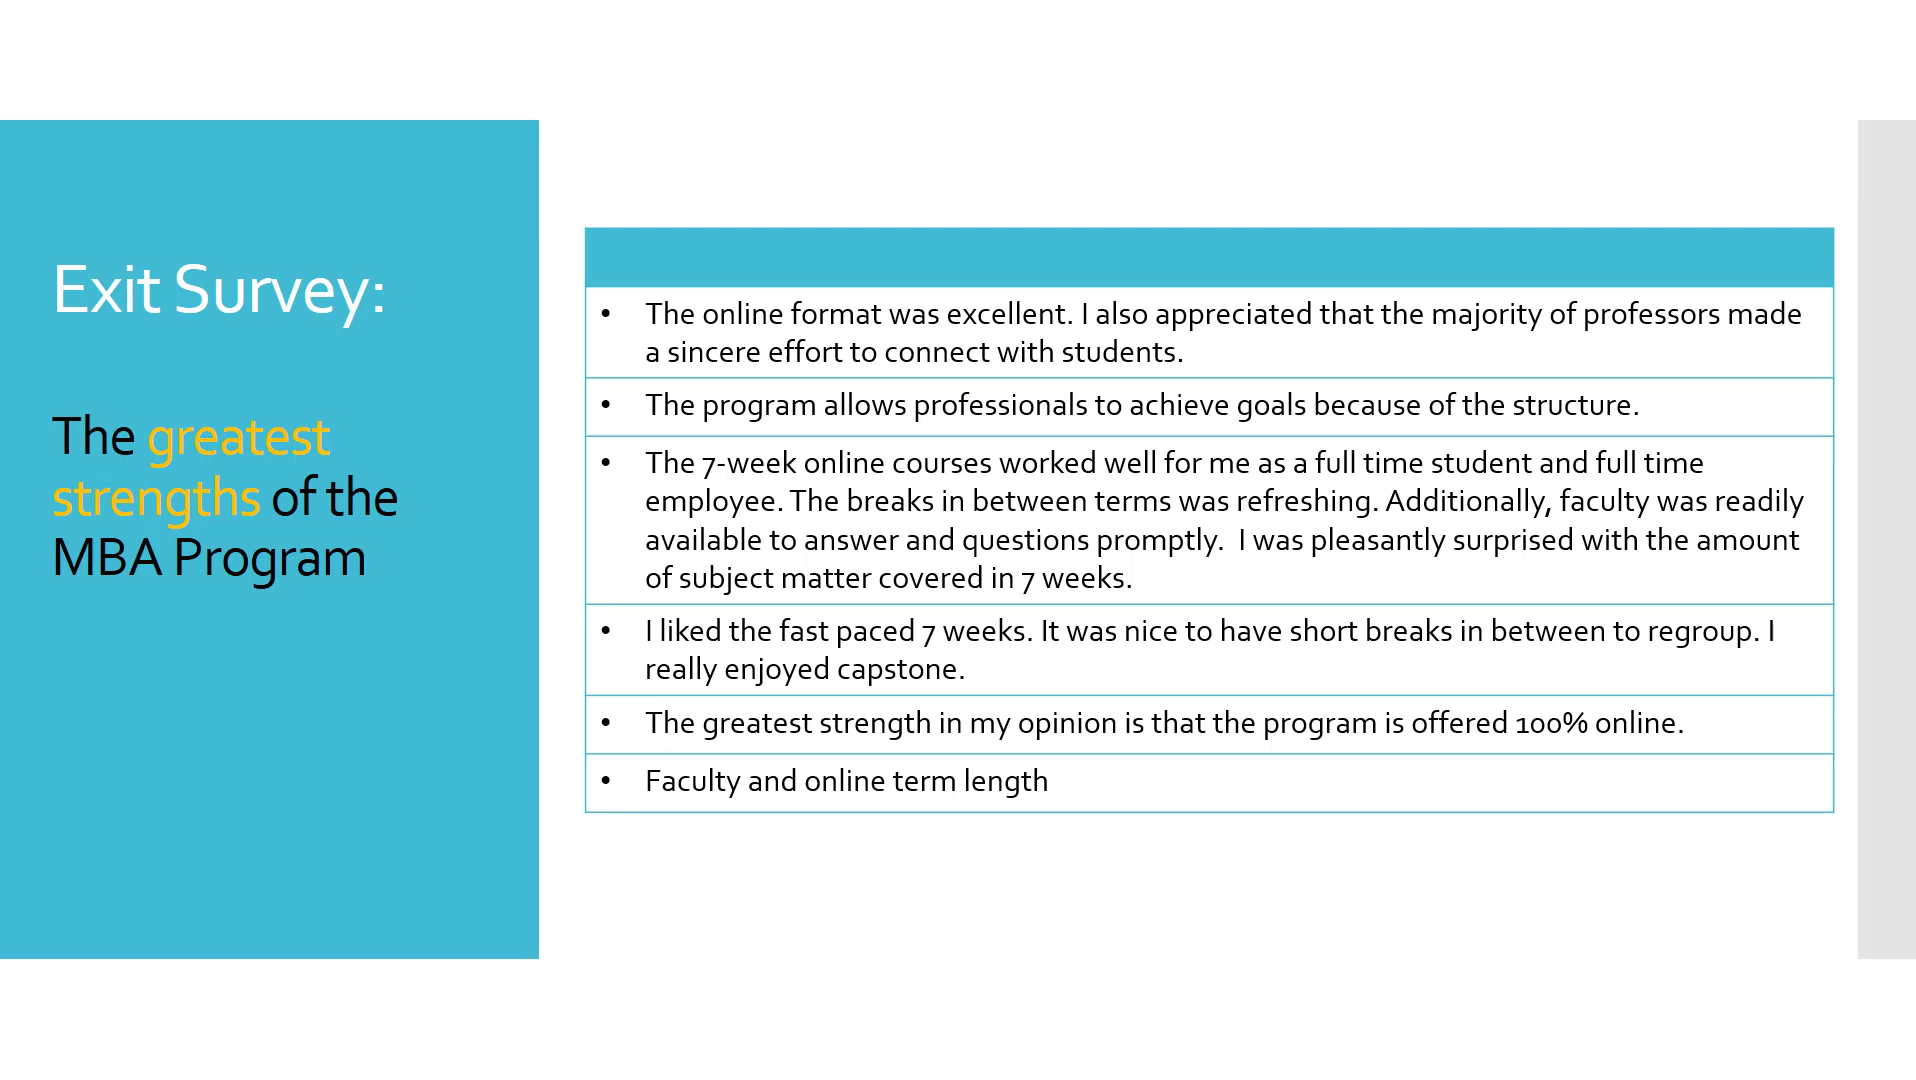 Exit Survey:
The greatest
strengths of the
MBA Program
• The online format was excellent. I also appreciated that the majority of professors made
a sincere effort to connect with students.
• The program allows professionals to achieve goals because of the structure.
• The 7-week online courses worked well for me as a full time student and full time
employee. The breaks in between terms was refreshing. Additionally, faculty was readily
available to answer and questions promptly.  I was pleasantly surprised with the amount
of subject matter covered in 7 weeks.
• I liked the fast paced 7 weeks. It was nice to have short breaks in between to regroup. I
really enjoyed capstone.
• The greatest strength in my opinion is that the program is offered 100% online.
• Faculty and online term length